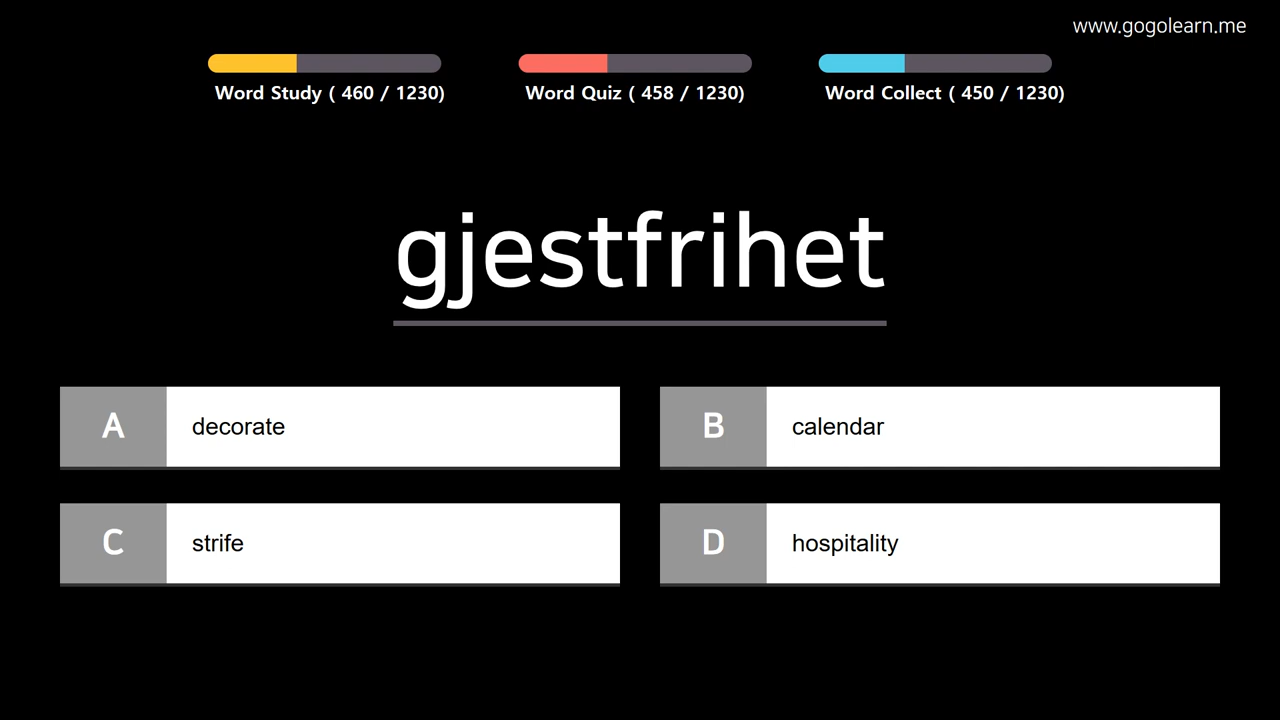 www.gogolearn.me
Word Study ( 460 / 1230)
Word Quiz ( 458 / 1230)
Word Collect ( 450 / 1230)
gjestfrihet
A decorate
B calendar
C strife
D hospitality